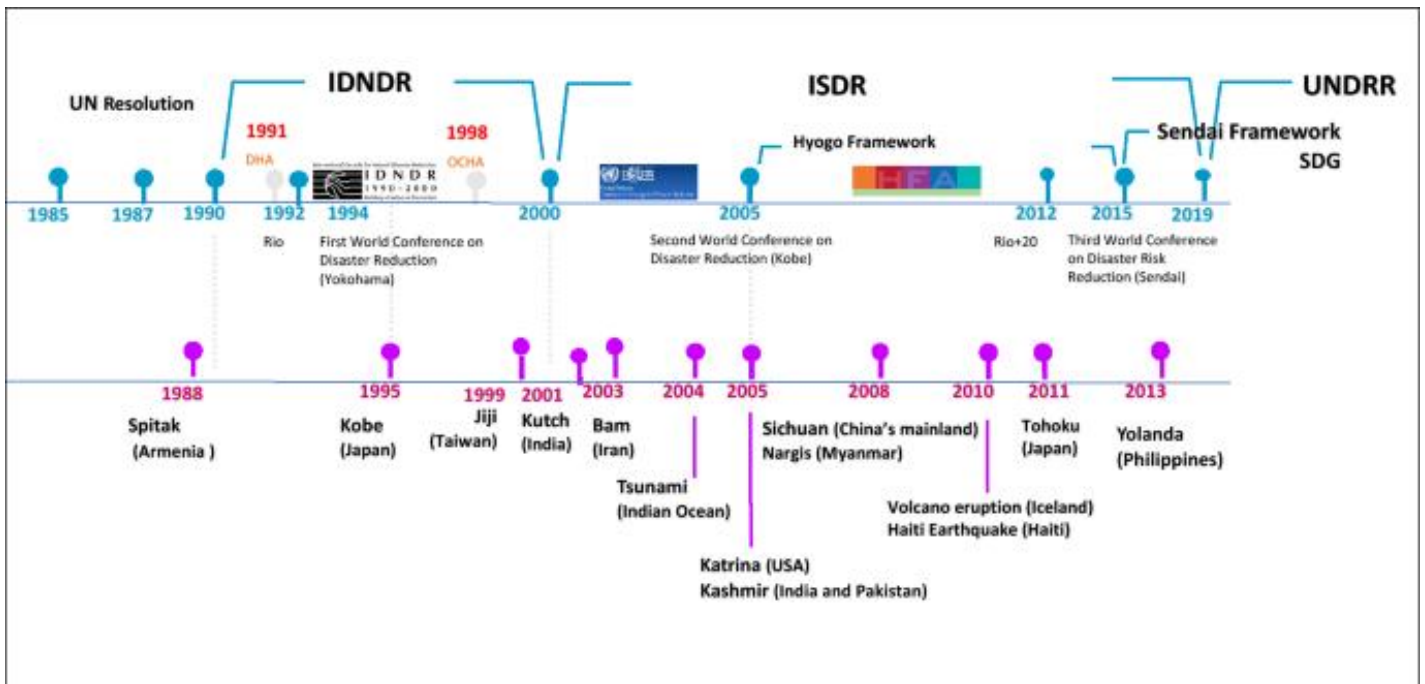 IDNDR
ISDR
UNDRR
UN Resolution
1991
1998
Hyogo Framework
Sendai Framework
SDG
DHA
OCHA
IDNDR
1990-2000
HFA
1985
1987
1990
1992
1994
2000
2005
2012
2015
2019
Rio
First World Conference on
Disaster Reduction
(Yokohama)
Second World Conference on
Disaster Reduction (Kobe)
Rio+20
Third World Conference
on Disaster Risk
Reduction (Sendai)
1988
1995
1999
2001
2003
2004
2005
2008
2010
2011
2013
Spitak
(Armenia )
Kobe
(Japan)
Jiji
(Taiwan)
Kutch
(India)
Bam
(Iran)
Sichuan (China's mainland)
Nargis (Myanmar)
Tohoku
(Japan)
Yolanda
(Philippines)
Tsunami
(Indian Ocean)
Volcano eruption (Iceland)
Haiti Earthquake (Haiti)
Katrina (USA)
Kashmir (India and Pakistan)